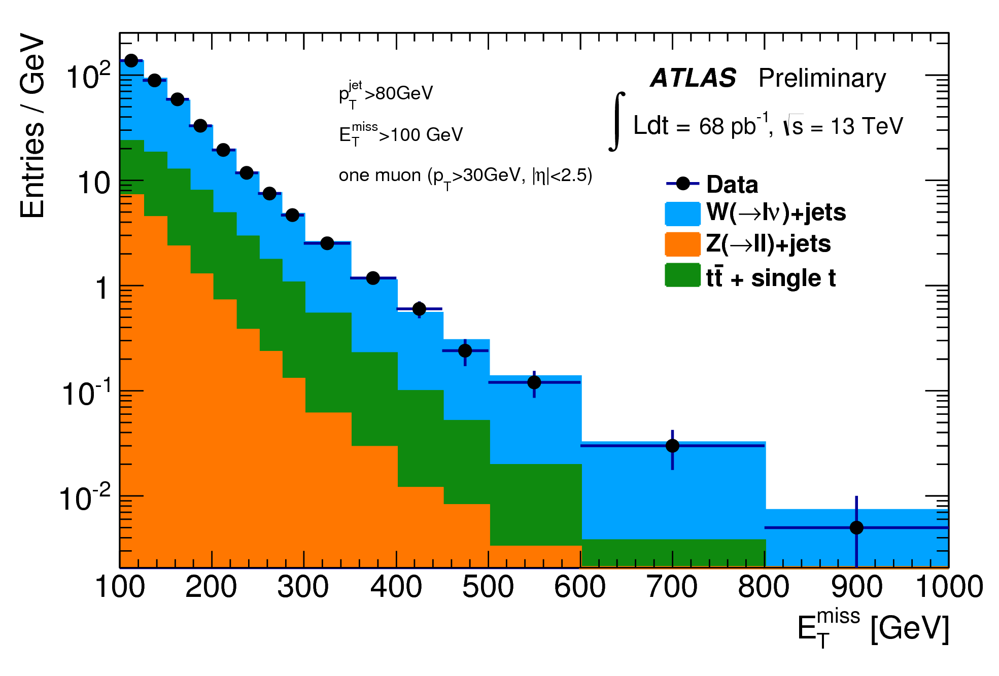 Entries / GeV
10²
10
1
10⁻¹
10⁻²
p_T^jet >80GeV
E_T^miss >100 GeV
one muon (p_T >30GeV, |η|<2.5)
ATLAS Preliminary
∫ Ldt = 68 pb⁻¹, √s = 13 TeV
Data
W(→lν)+jets
Z(→ll)+jets
tt̄ + single t
100 200 300 400 500 600 700 800 900 1000
E_T^miss [GeV]